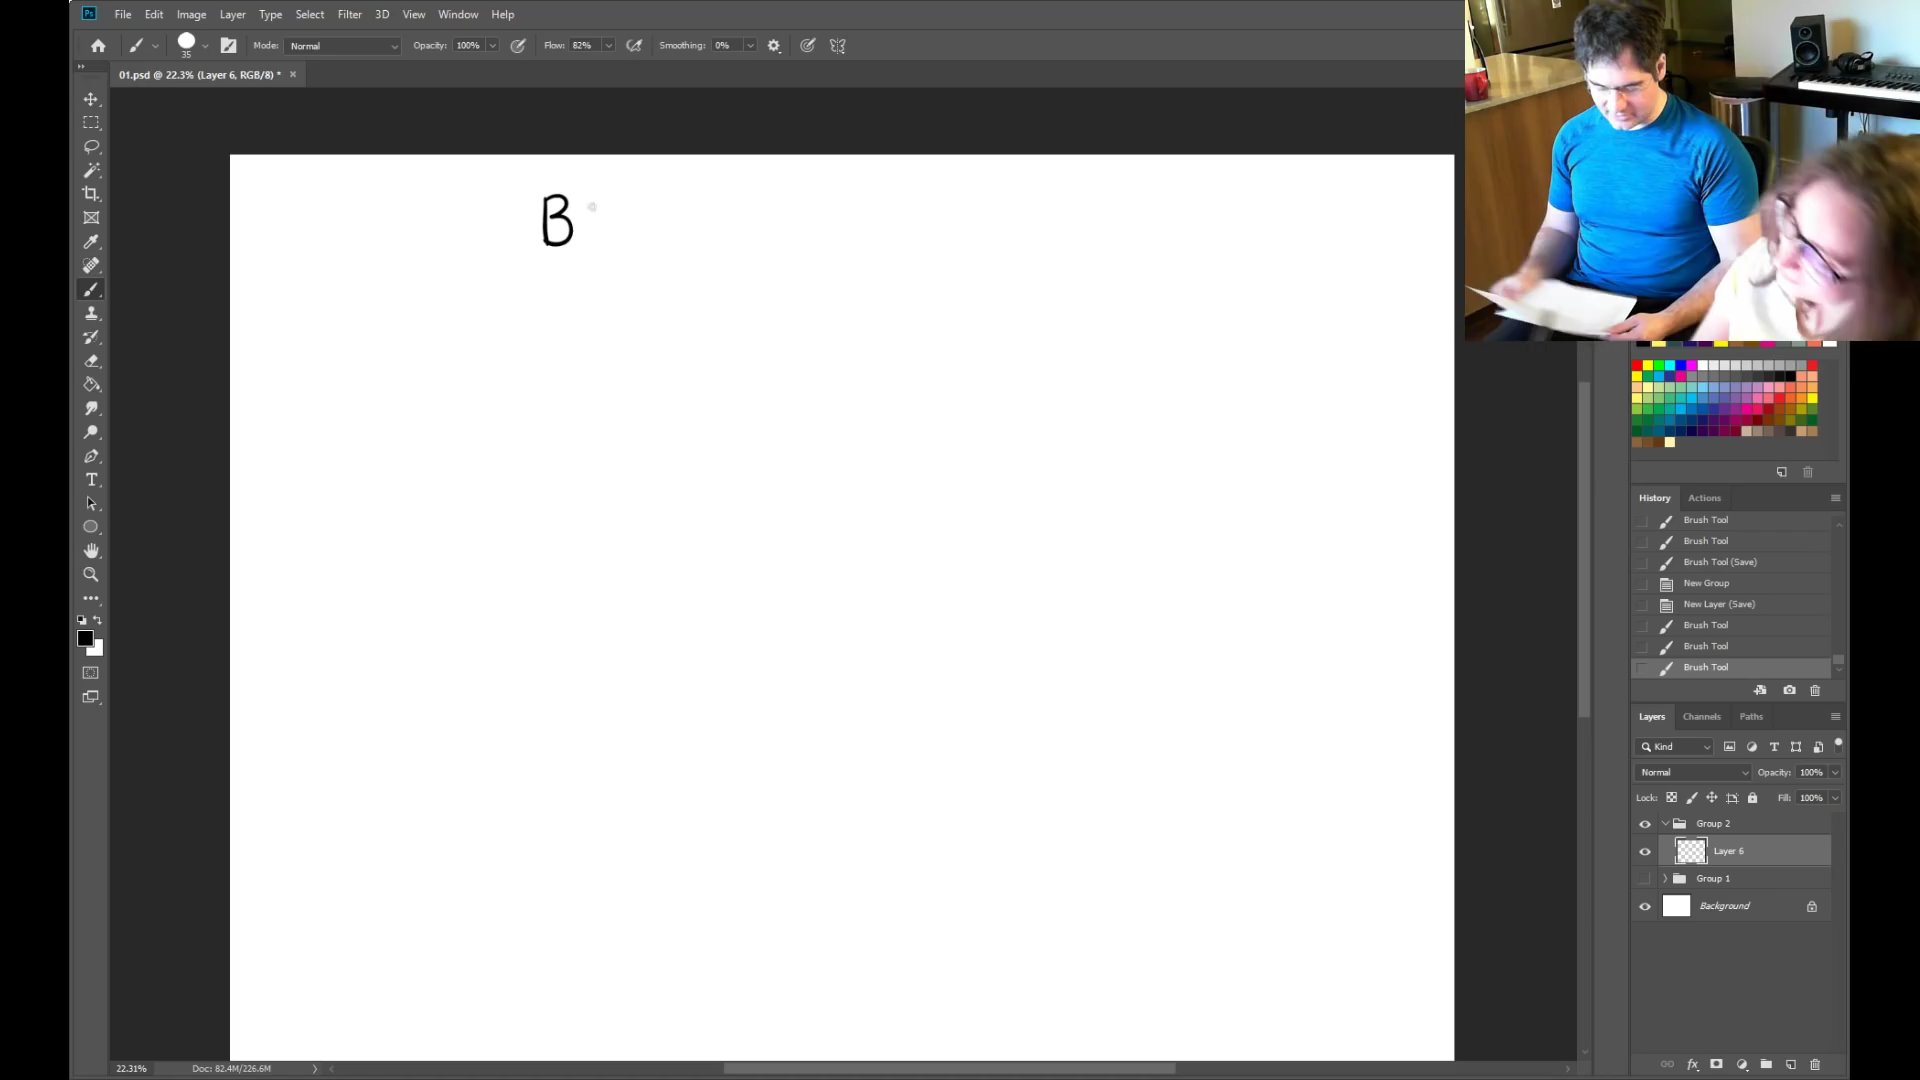 Ps File Edit Image Layer Type Select Filter 3D View Window Help
35 Mode: Normal Opacity: 100% Flow: 82% Smoothing: 0%
01.psd @ 22.3% (Layer 6, RGB/8) * ×
B
T
History Actions
Brush Tool
Brush Tool
Brush Tool (Save)
New Group
New Layer (Save)
Brush Tool
Brush Tool
Brush Tool
Layers Channels Paths
Kind
Normal Opacity: 100%
Lock: Fill: 100%
Group 2
Layer 6
Group 1
Background
22.31% Doc: 82.4M/226.6M
fx